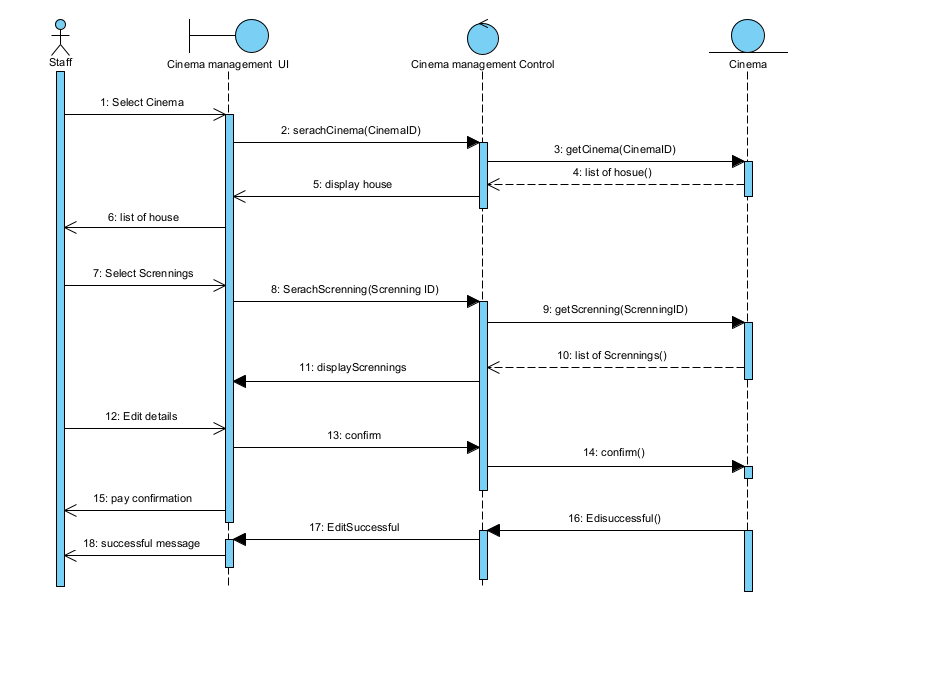 Staff
Cinema management UI
Cinema management Control
Cinema
1: Select Cinema
2: serachCinema(CinemaID)
3: getCinema(CinemaID)
4: list of hosue()
5: display house
6: list of house
7: Select Scrennings
8: SerachScrenning(Screnning ID)
9: getScrenning(ScrenningID)
10: list of Scrennings()
11: displayScrennings
12: Edit details
13: confirm
14: confirm()
15: pay confirmation
16: Edisuccessful()
17: EditSuccessful
18: successful message